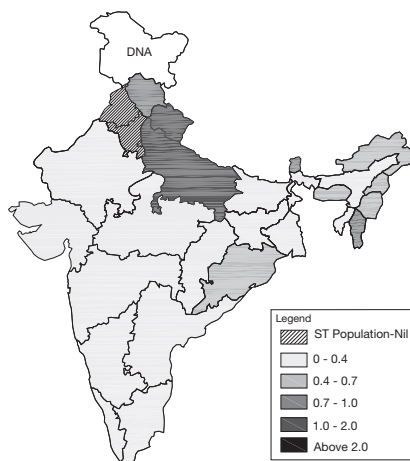 DNA
Legend
ST Population-Nil
0 - 0.4
0.4 - 0.7
0.7 - 1.0
1.0 - 2.0
Above 2.0